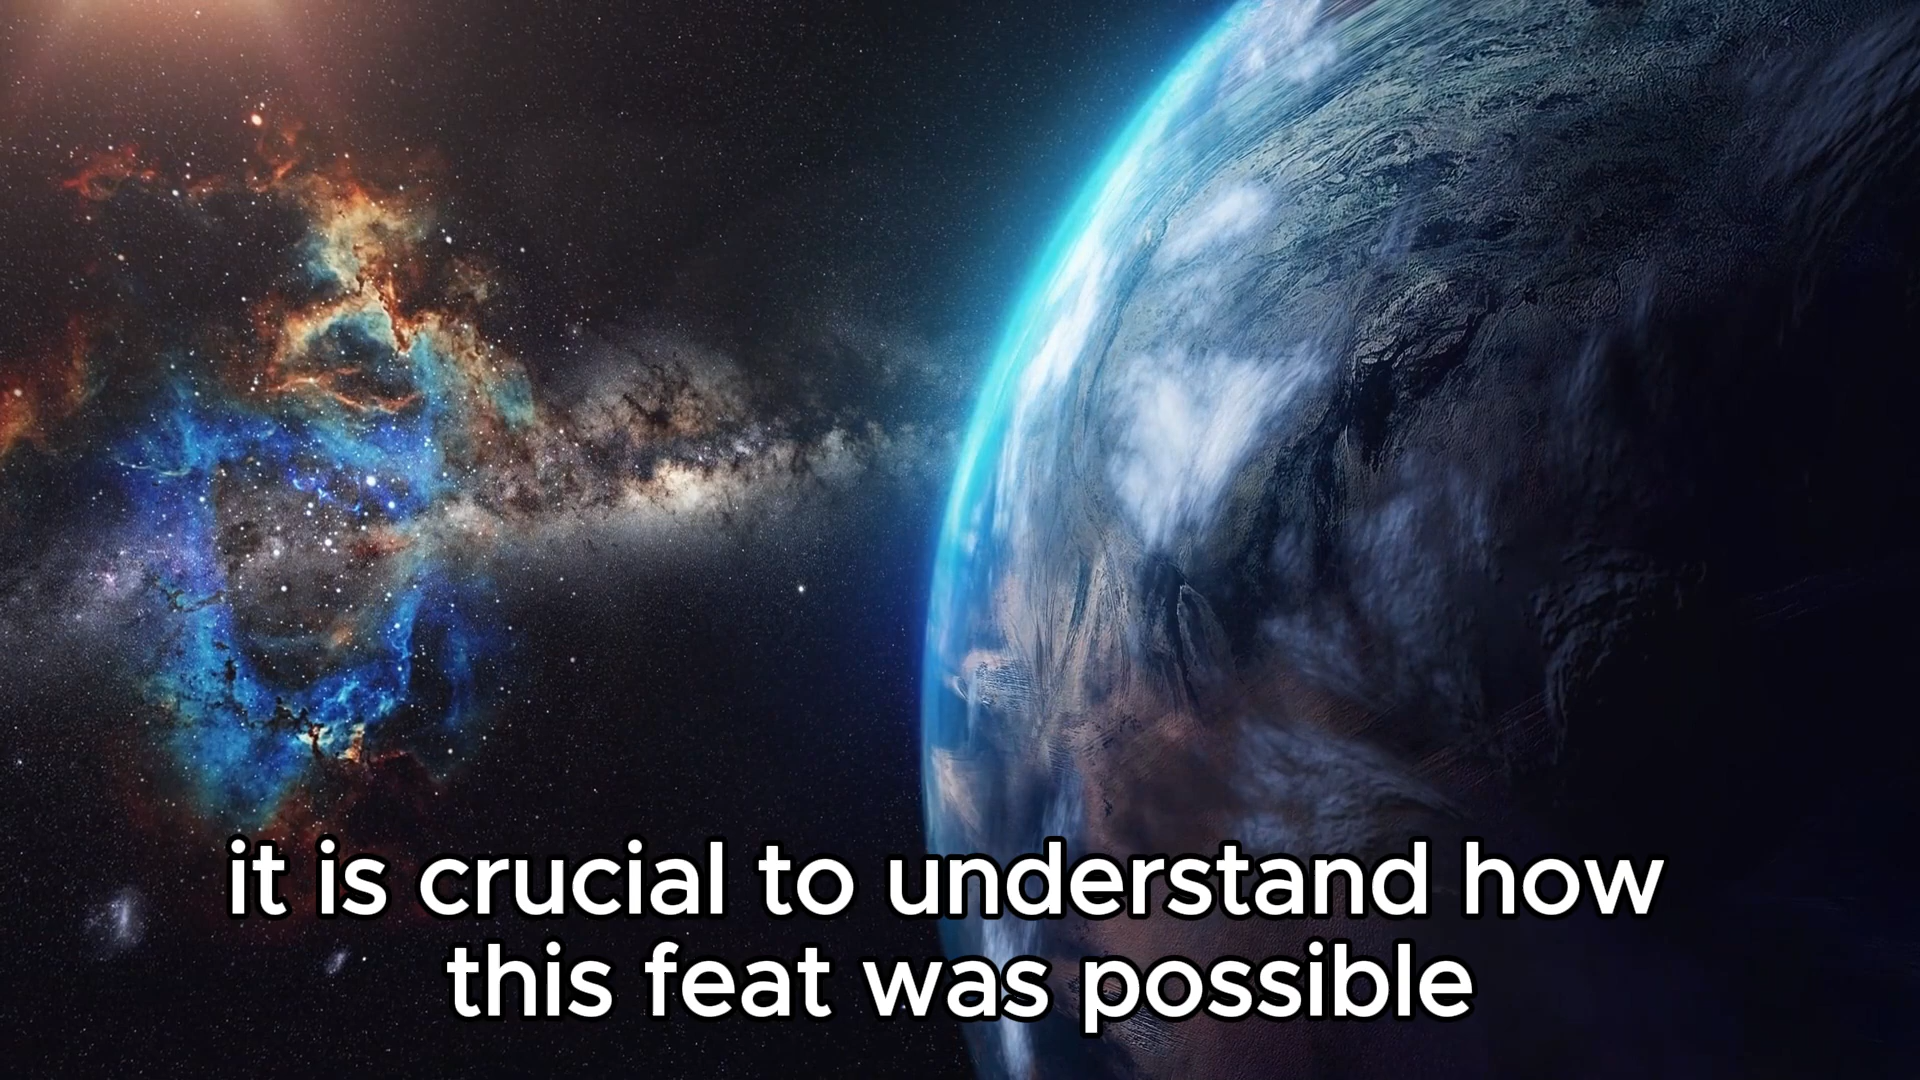 it is crucial to understand how
this feat was possible